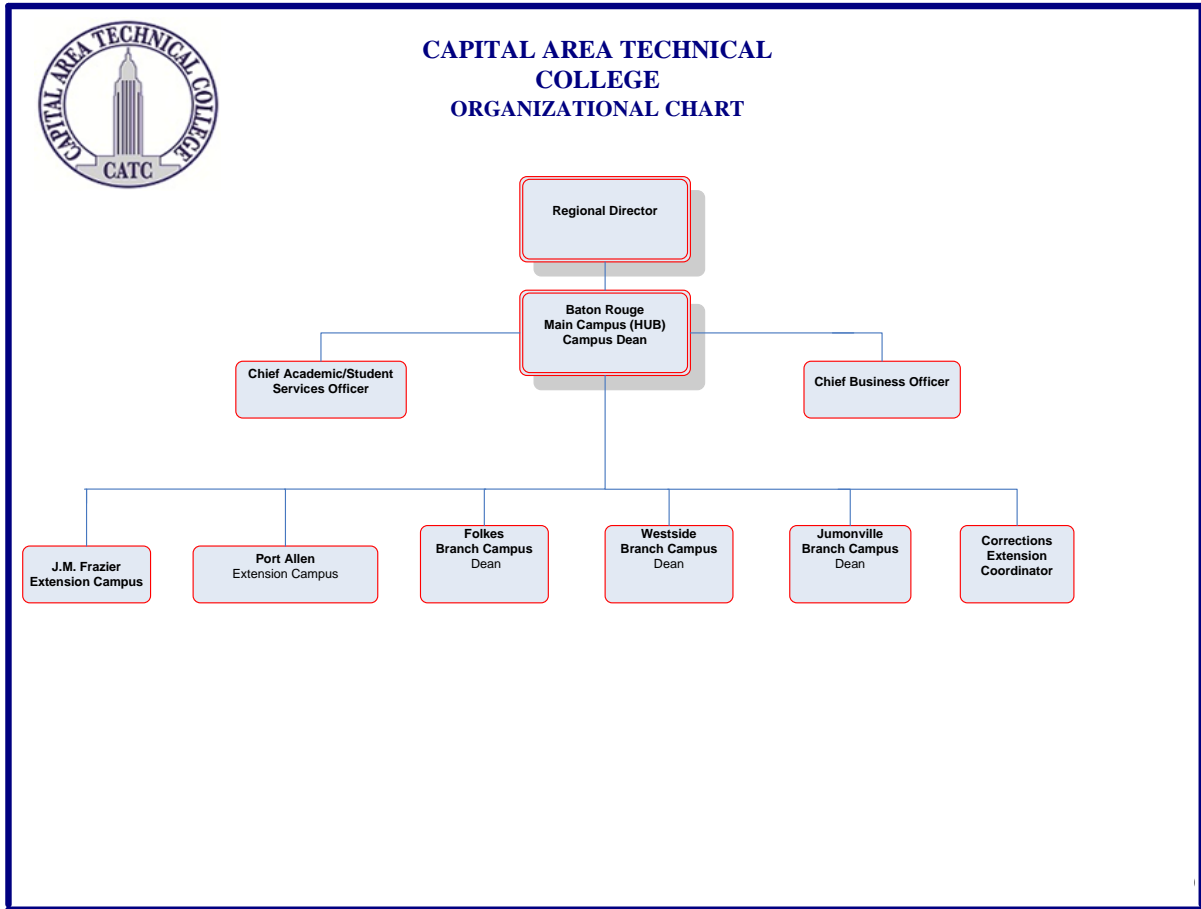 CAPITAL AREA TECHNICAL COLLEGE
CATC
CAPITAL AREA TECHNICAL
COLLEGE
ORGANIZATIONAL CHART
Regional Director
Baton Rouge
Main Campus (HUB)
Campus Dean
Chief Academic/Student
Services Officer
Chief Business Officer
J.M. Frazier
Extension Campus
Port Allen
Extension Campus
Folkes
Branch Campus
Dean
Westside
Branch Campus
Dean
Jumonville
Branch Campus
Dean
Corrections
Extension
Coordinator